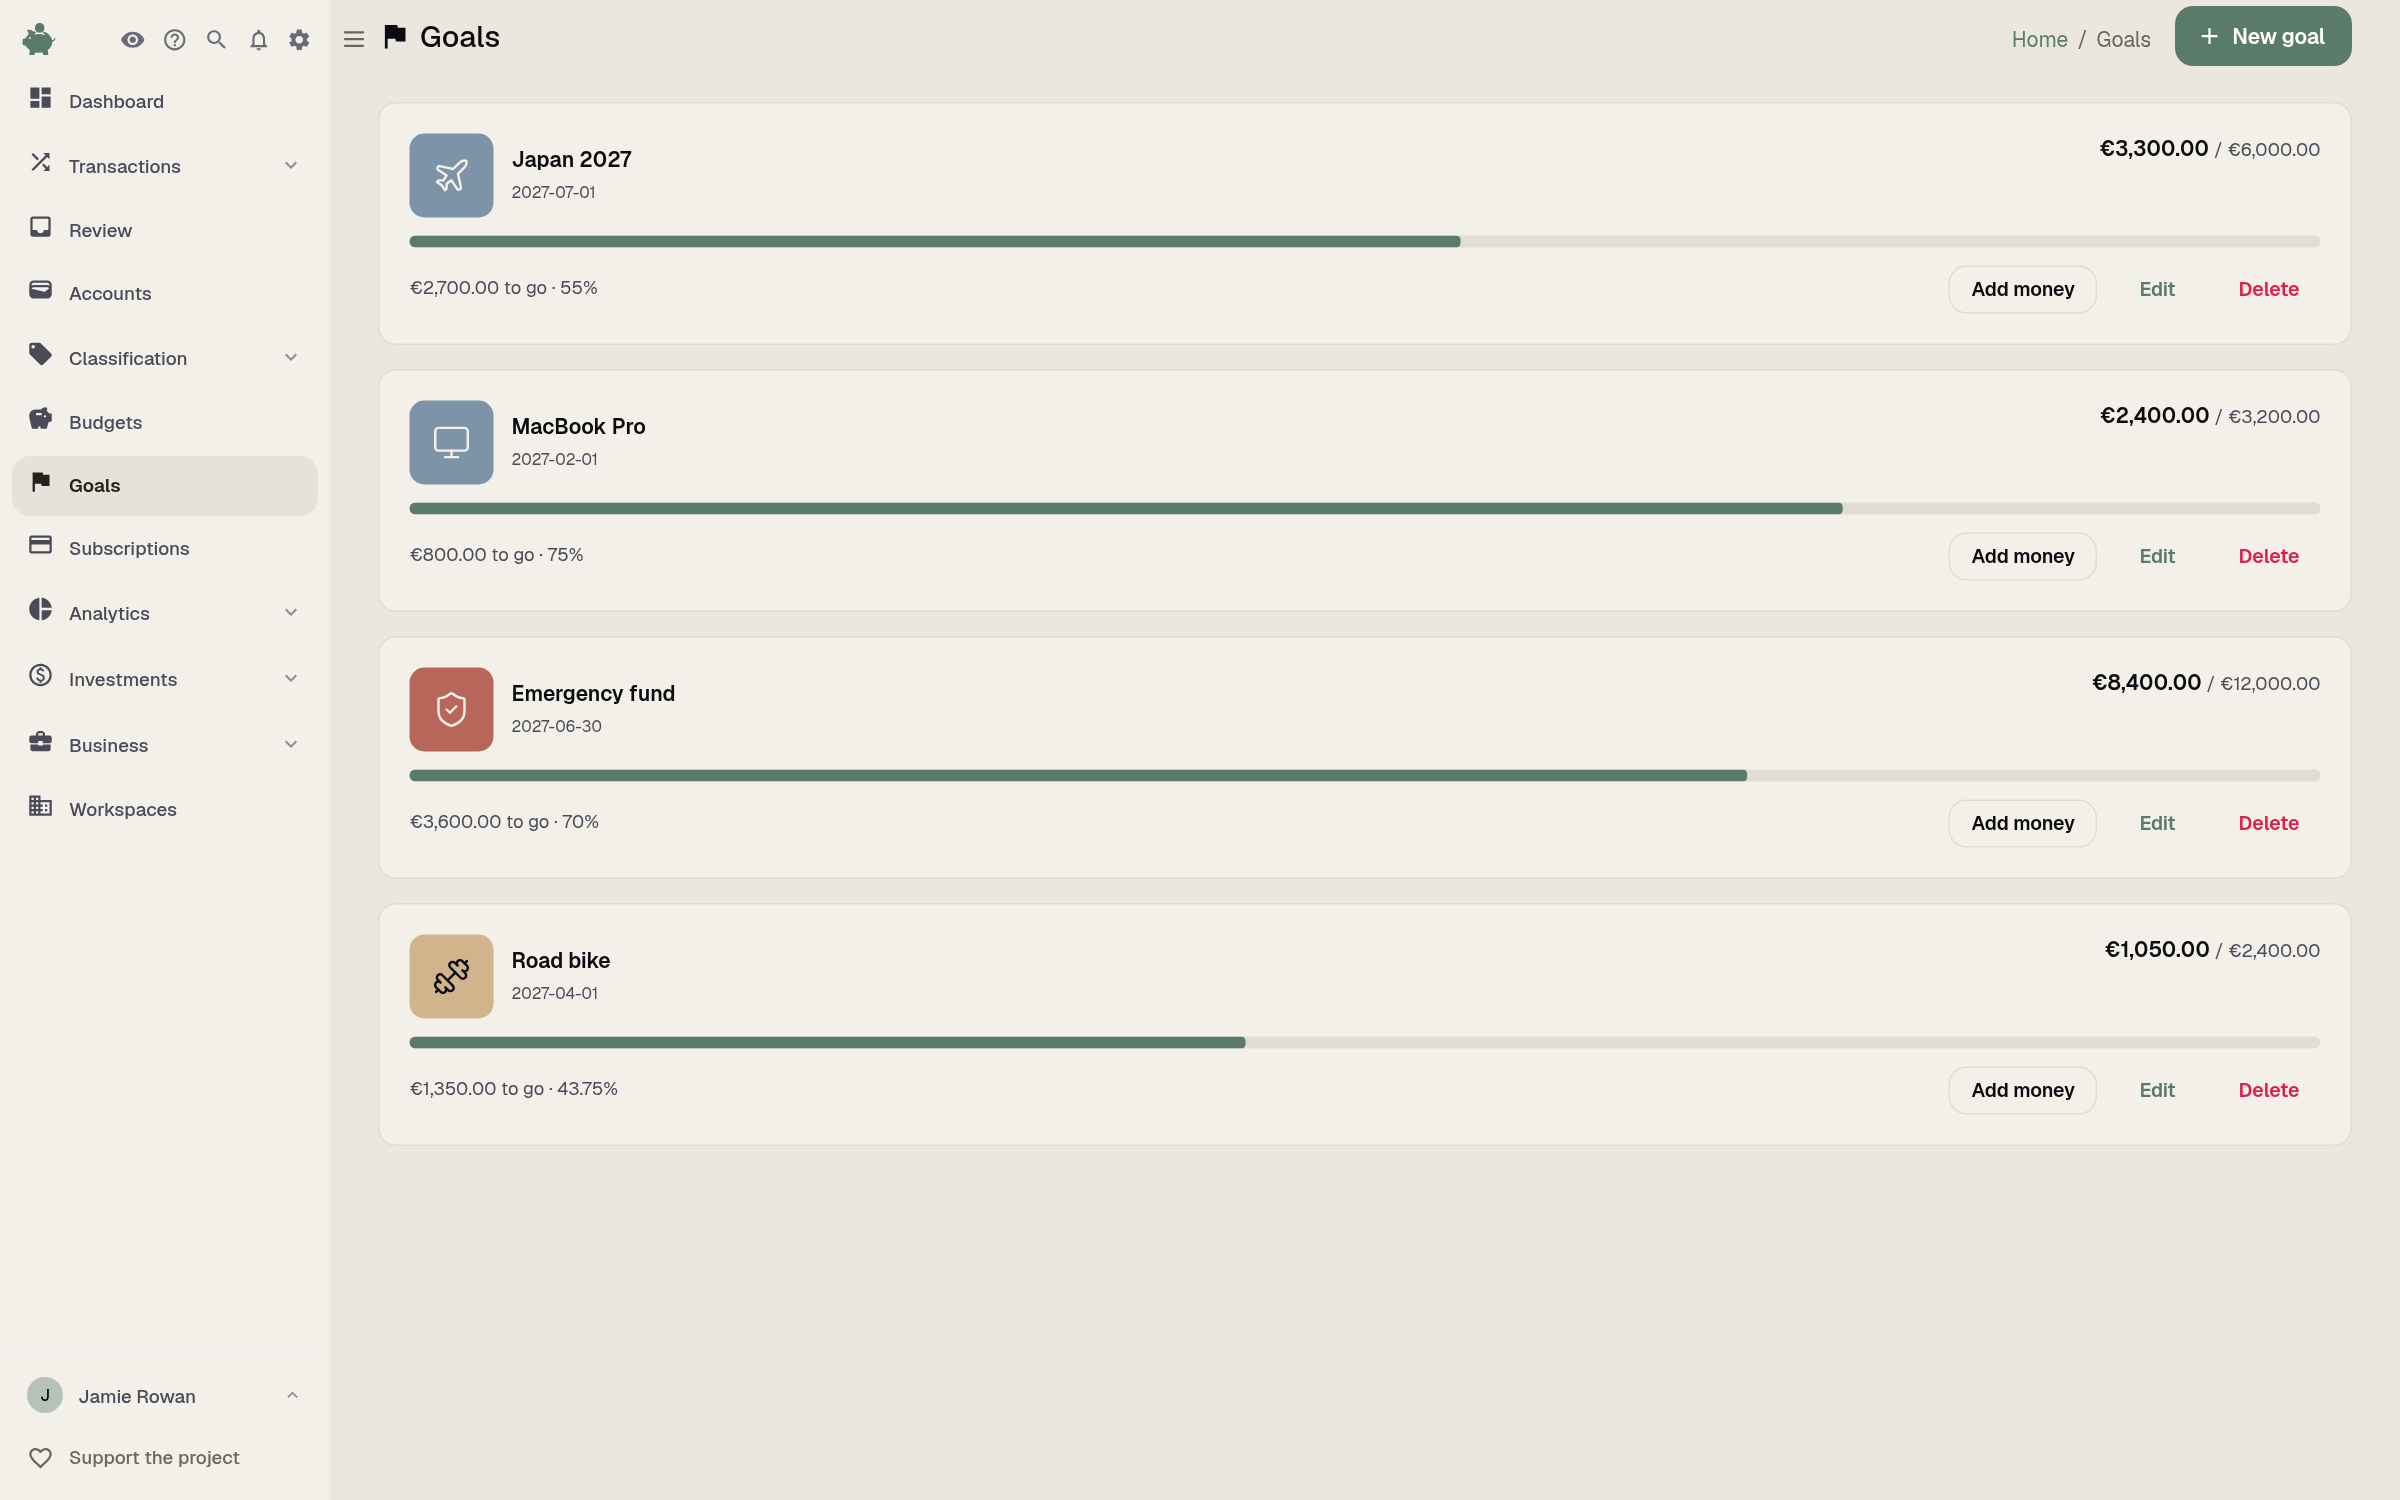 Dashboard
Transactions
Review
Accounts
Classification
Budgets
Goals
Subscriptions
Analytics
Investments
Business
Workspaces
J
Jamie Rowan
Support the project
Goals
Home / Goals
New goal
Japan 2027
2027-07-01
€3,300.00 / €6,000.00
€2,700.00 to go · 55%
Add money
Edit
Delete
MacBook Pro
2027-02-01
€2,400.00 / €3,200.00
€800.00 to go · 75%
Add money
Edit
Delete
Emergency fund
2027-06-30
€8,400.00 / €12,000.00
€3,600.00 to go · 70%
Add money
Edit
Delete
Road bike
2027-04-01
€1,050.00 / €2,400.00
€1,350.00 to go · 43.75%
Add money
Edit
Delete